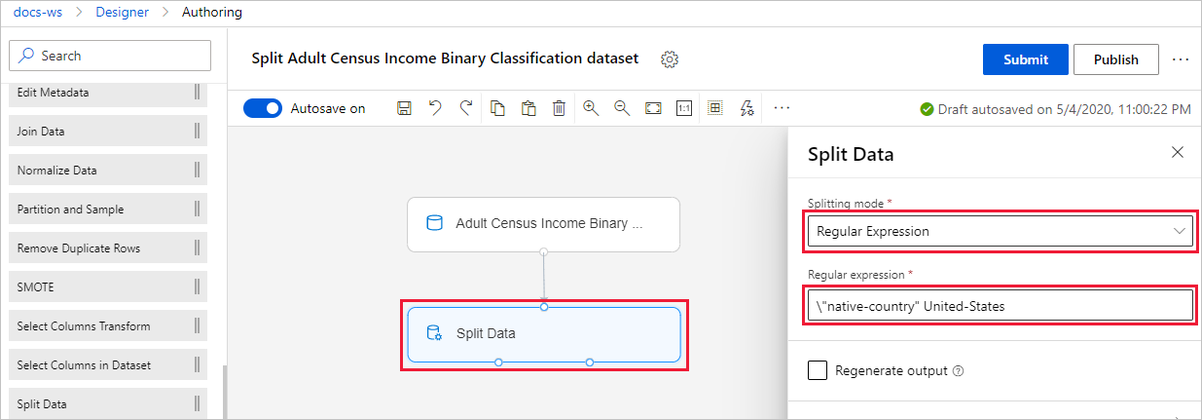 docs-ws > Designer > Authoring
Search
Edit Metadata
Join Data
Normalize Data
Partition and Sample
Remove Duplicate Rows
SMOTE
Select Columns Transform
Select Columns in Dataset
Split Data
Split Adult Census Income Binary Classification dataset
Submit
Publish
Autosave on
1:1
Draft autosaved on 5/4/2020, 11:00:22 PM
Adult Census Income Binary ...
Split Data
Split Data
Splitting mode *
Regular Expression
Regular expression *
\"native-country" United-States
Regenerate output